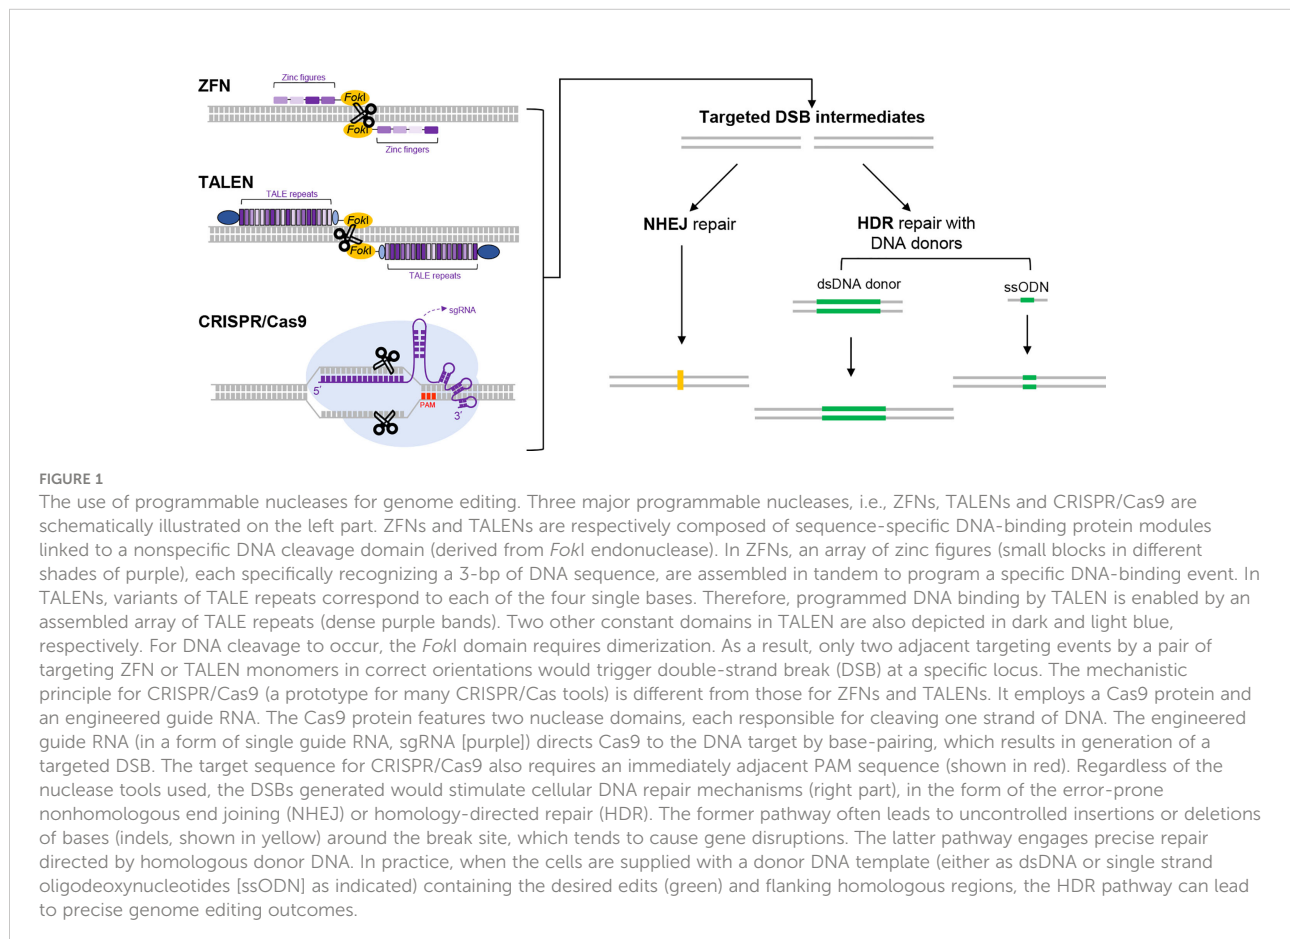 ZFN
Zinc figures
FokI
FokI
Zinc fingers
TALEN
TALE repeats
FokI
FokI
TALE repeats
CRISPR/Cas9
sgRNA
5'
PAM
3'
Targeted DSB intermediates
NHEJ repair
HDR repair with
DNA donors
dsDNA donor
ssODN
FIGURE 1
The use of programmable nucleases for genome editing. Three major programmable nucleases, i.e., ZFNs, TALENs and CRISPR/Cas9 are
schematically illustrated on the left part. ZFNs and TALENs are respectively composed of sequence-specific DNA-binding protein modules
linked to a nonspecific DNA cleavage domain (derived from FokI endonuclease). In ZFNs, an array of zinc figures (small blocks in different
shades of purple), each specifically recognizing a 3-bp of DNA sequence, are assembled in tandem to program a specific DNA-binding event. In
TALENs, variants of TALE repeats correspond to each of the four single bases. Therefore, programmed DNA binding by TALEN is enabled by an
assembled array of TALE repeats (dense purple bands). Two other constant domains in TALEN are also depicted in dark and light blue,
respectively. For DNA cleavage to occur, the FokI domain requires dimerization. As a result, only two adjacent targeting events by a pair of
targeting ZFN or TALEN monomers in correct orientations would trigger double-strand break (DSB) at a specific locus. The mechanistic
principle for CRISPR/Cas9 (a prototype for many CRISPR/Cas tools) is different from those for ZFNs and TALENs. It employs a Cas9 protein and
an engineered guide RNA. The Cas9 protein features two nuclease domains, each responsible for cleaving one strand of DNA. The engineered
guide RNA (in a form of single guide RNA, sgRNA [purple]) directs Cas9 to the DNA target by base-pairing, which results in generation of a
targeted DSB. The target sequence for CRISPR/Cas9 also requires an immediately adjacent PAM sequence (shown in red). Regardless of the
nuclease tools used, the DSBs generated would stimulate cellular DNA repair mechanisms (right part), in the form of the error-prone
nonhomologous end joining (NHEJ) or homology-directed repair (HDR). The former pathway often leads to uncontrolled insertions or deletions
of bases (indels, shown in yellow) around the break site, which tends to cause gene disruptions. The latter pathway engages precise repair
directed by homologous donor DNA. In practice, when the cells are supplied with a donor DNA template (either as dsDNA or single strand
oligodeoxynucleotides [ssODN] as indicated) containing the desired edits (green) and flanking homologous regions, the HDR pathway can lead
to precise genome editing outcomes.